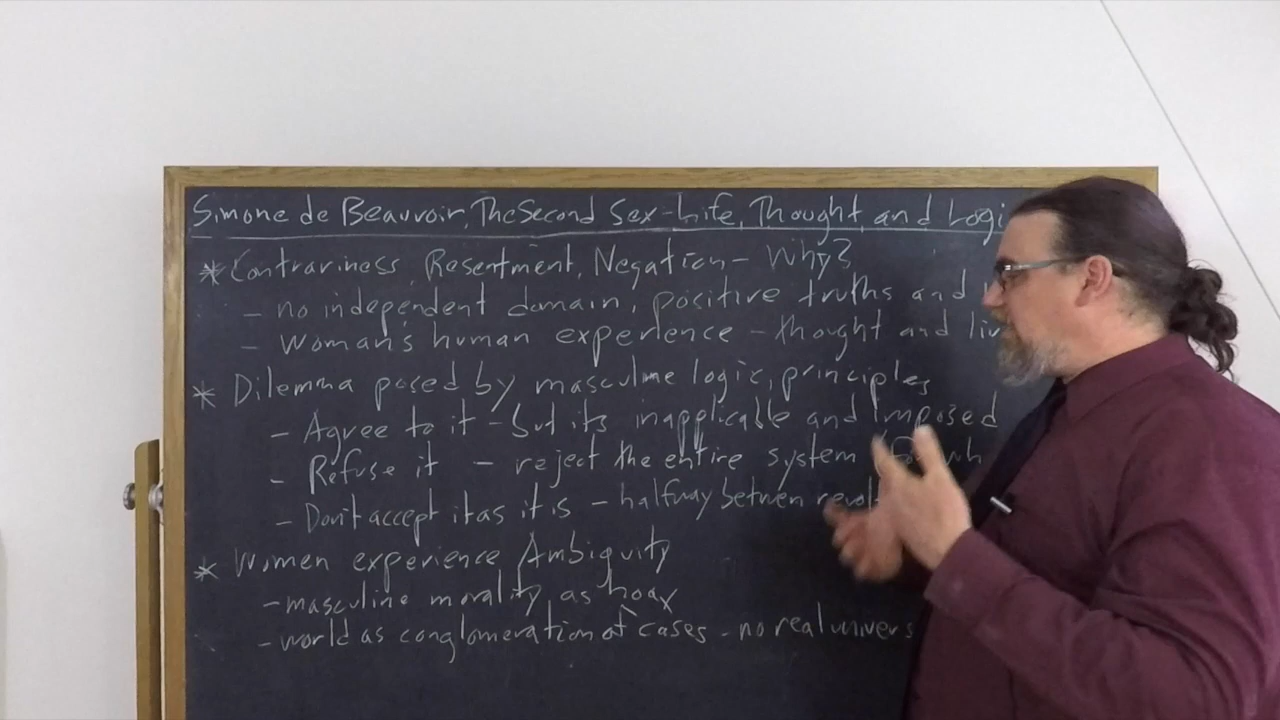 Simone de Beauvoir, The Second Sex - Life, Thought, and Logi
* Contrariness, Resentment, Negation - Why?
- no independent domain, positive truths and
- Woman's human experience - thought and liv
* Dilemma posed by masculine logic, principles
- Agree to it - but its inapplicable and imposed
- Refuse it - reject the entire system
- Don't accept it as it is - halfway between revol
* Women experience Ambiguity
- masculine morality as hoax
- world as conglomeration of cases - no real univers